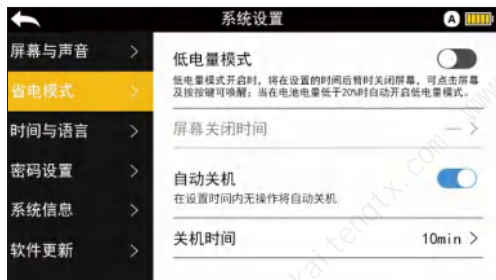 系统设置
A
屏幕与声音
省电模式
时间与语言
密码设置
系统信息
软件更新
低电量模式
低电量模式开启时，将在设置的时间后暂时关闭屏幕，可点击屏幕
及按按键可唤醒；当在电池电量低于20%时自动开启低电量模式。
屏幕关闭时间
—
自动关机
在设置时间内无操作将自动关机
关机时间 10min